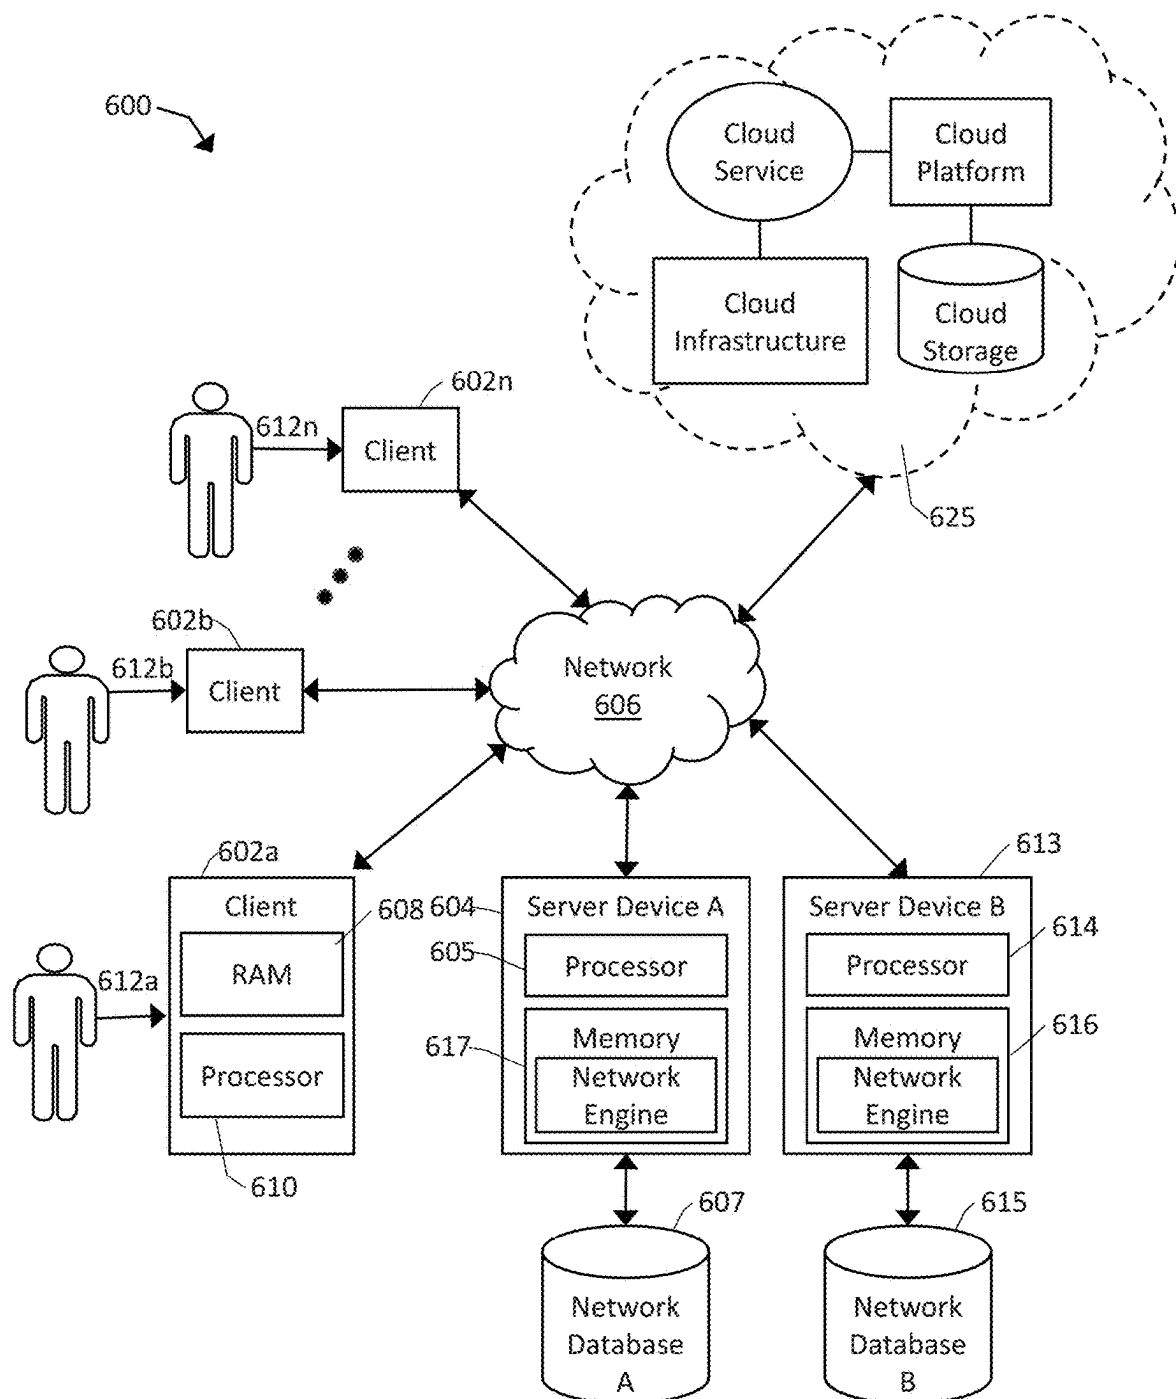 600
Cloud
Service
Cloud
Platform
Cloud
Infrastructure
Cloud
Storage
602n
612n
Client
625
602b
612b
Client
Network
606
602a
Client
608
RAM
612a
Processor
610
604
Server Device A
605
Processor
617
Memory
Network
Engine
613
Server Device B
614
Processor
616
Memory
Network
Engine
607
Network
Database
A
615
Network
Database
B